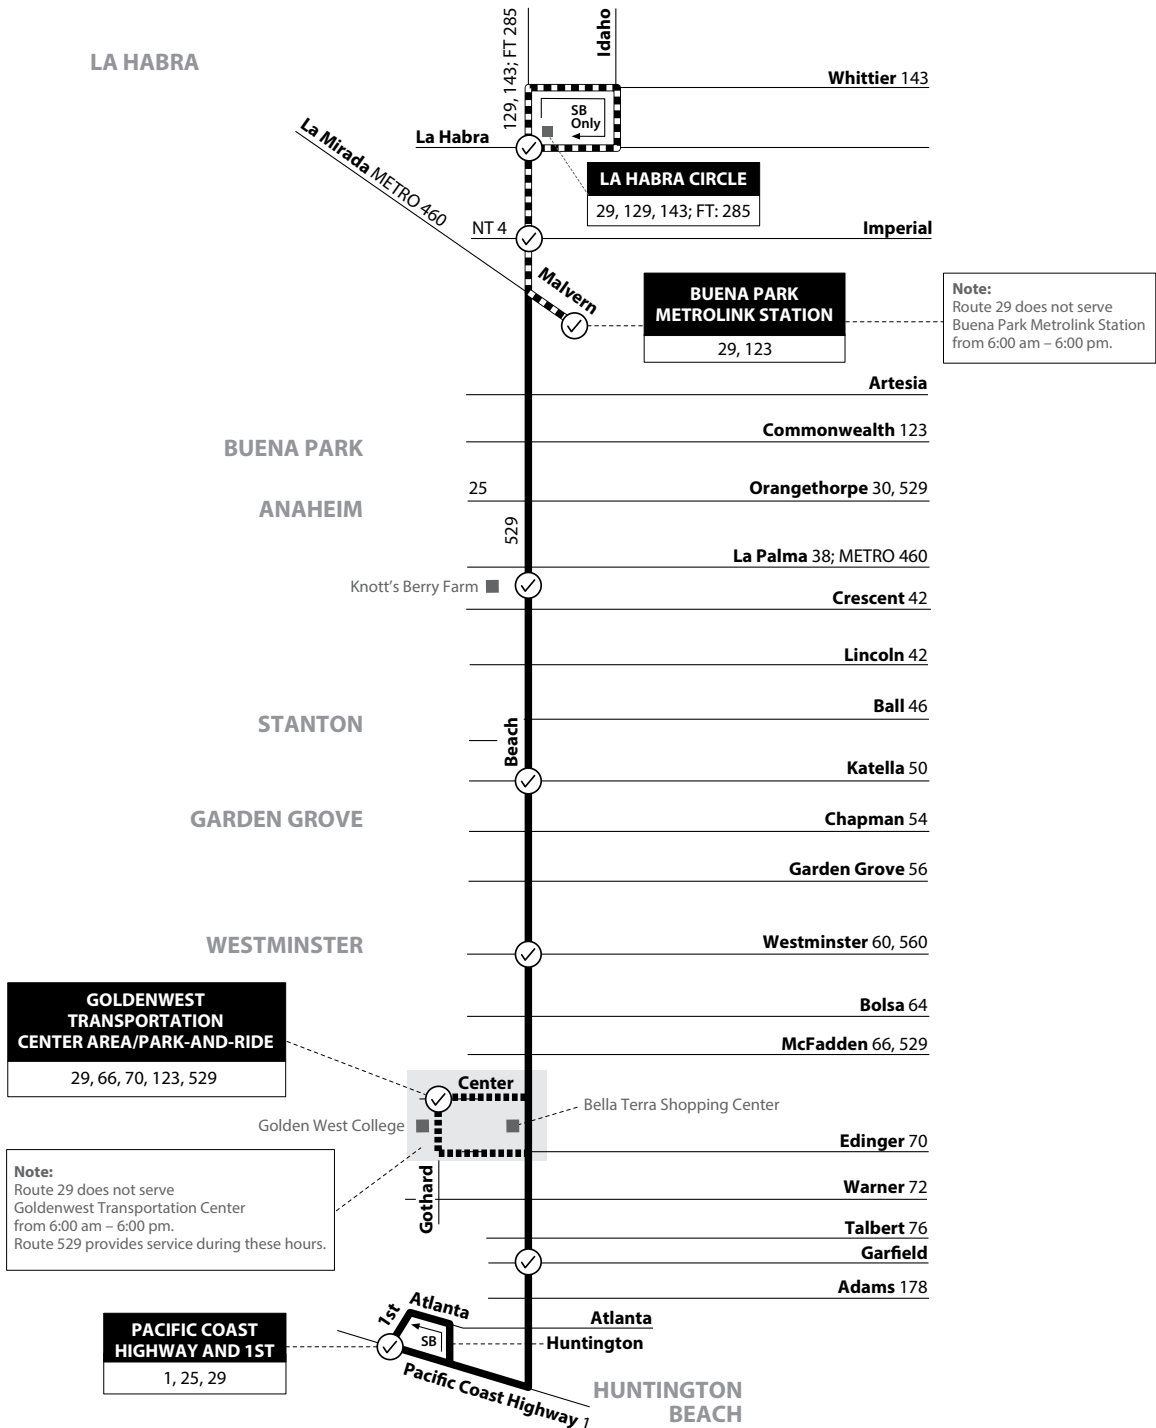 129, 143; FT 285
Idaho
LA HABRA
Whittier 143
SB
Only
La Habra
La Mirada METRO 460
LA HABRA CIRCLE
29, 129, 143; FT: 285
NT 4
Imperial
Malvern
BUENA PARK
METROLINK STATION
29, 123
Note:
Route 29 does not serve
Buena Park Metrolink Station
from 6:00 am – 6:00 pm.
Artesia
Commonwealth 123
BUENA PARK
25
Orangethorpe 30, 529
ANAHEIM
529
La Palma 38; METRO 460
Knott's Berry Farm
Crescent 42
Lincoln 42
Ball 46
STANTON
Beach
Katella 50
GARDEN GROVE
Chapman 54
Garden Grove 56
WESTMINSTER
Westminster 60, 560
GOLDENWEST
TRANSPORTATION
CENTER AREA/PARK-AND-RIDE
29, 66, 70, 123, 529
Bolsa 64
McFadden 66, 529
Center
Bella Terra Shopping Center
Golden West College
Edinger 70
Note:
Route 29 does not serve
Goldenwest Transportation Center
from 6:00 am – 6:00 pm.
Route 529 provides service during these hours.
Gothard
Warner 72
Talbert 76
Garfield
Adams 178
1st
Atlanta
Atlanta
SB
Huntington
PACIFIC COAST
HIGHWAY AND 1ST
1, 25, 29
Pacific Coast Highway 1
HUNTINGTON
BEACH